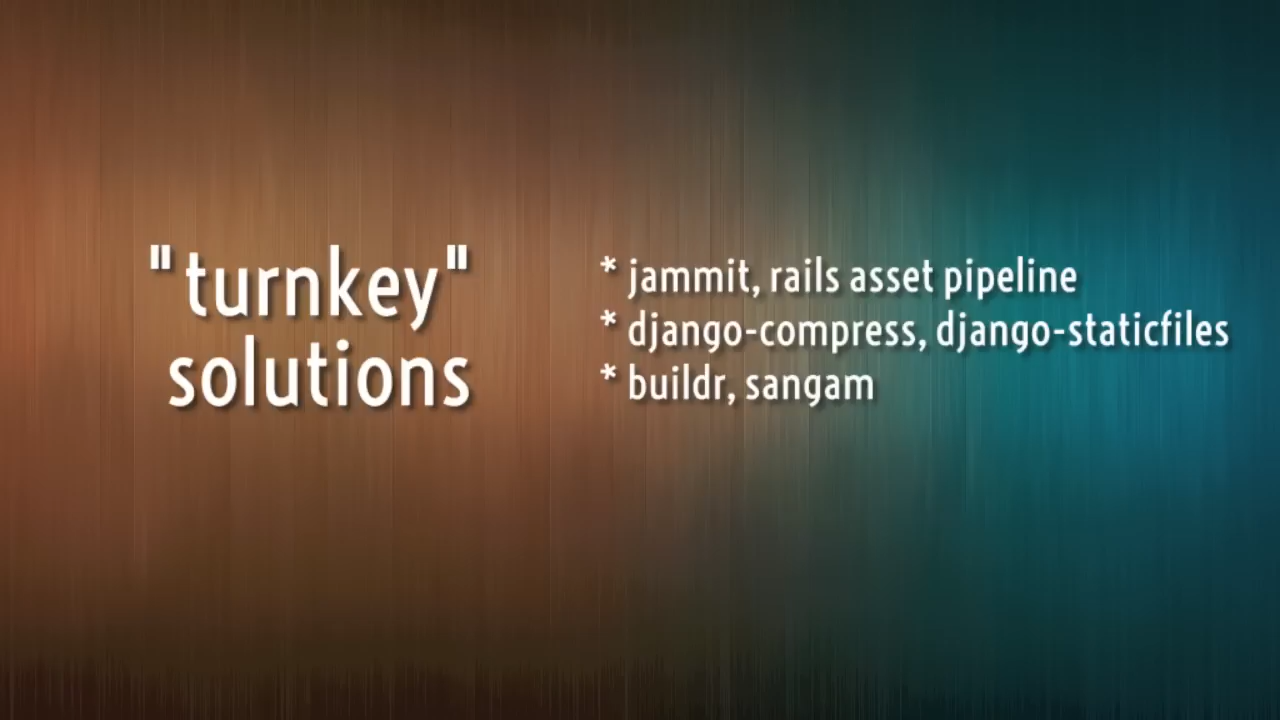 "turnkey"
solutions
* jammit, rails asset pipeline
* django-compress, django-staticfiles
* buildr, sangam